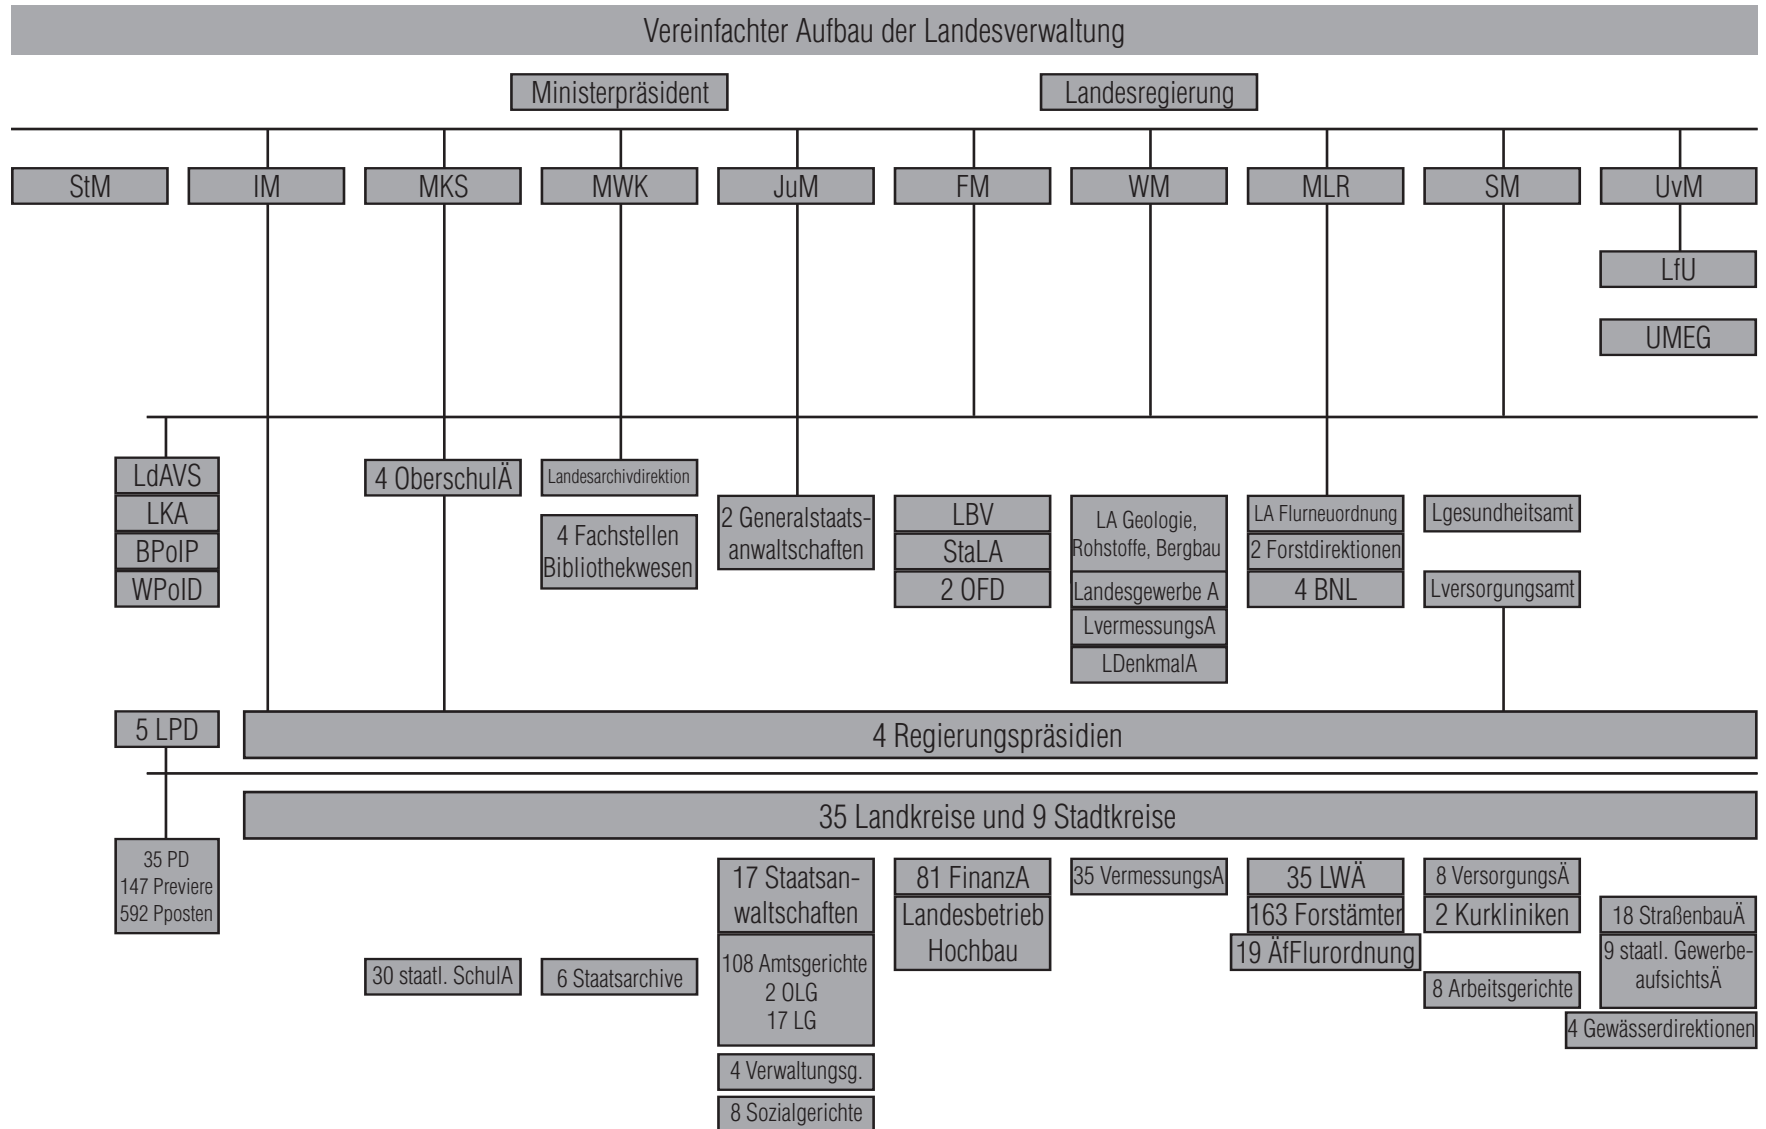 Vereinfachter Aufbau der Landesverwaltung
Ministerpräsident
Landesregierung
StM
IM
MKS
MWK
JuM
FM
WM
MLR
SM
UvM
LfU
UMEG
LdAVS
LKA
BPolP
WPolD
4 OberschulÄ
Landesarchivdirektion
4 Fachstellen
Bibliothekwesen
2 Generalstaats-
anwaltschaften
LBV
StaLA
2 OFD
LA Geologie,
Rohstoffe, Bergbau
Landesgewerbe A
LvermessungsA
LDenkmalA
LA Flurneuordnung
2 Forstdirektionen
4 BNL
Lgesundheitsamt
Lversorgungsamt
5 LPD
4 Regierungspräsidien
35 Landkreise und 9 Stadtkreise
35 PD
147 Previere
592 Pposten
30 staatl. SchulA
6 Staatsarchive
17 Staatsan-
waltschaften
108 Amtsgerichte
2 OLG
17 LG
4 Verwaltungsg.
8 Sozialgerichte
81 FinanzA
Landesbetrieb
Hochbau
35 VermessungsA
35 LWÄ
163 Forstämter
19 ÄfFlurordnung
8 VersorgungsÄ
2 Kurkliniken
8 Arbeitsgerichte
18 StraßenbauÄ
9 staatl. Gewerbe-
aufsichtsÄ
4 Gewässerdirektionen